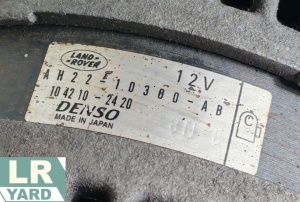 LAND
ROVER
12V
AH22-10300-AB
104210-2420
DENSO
MADE IN JAPAN
LR
YARD